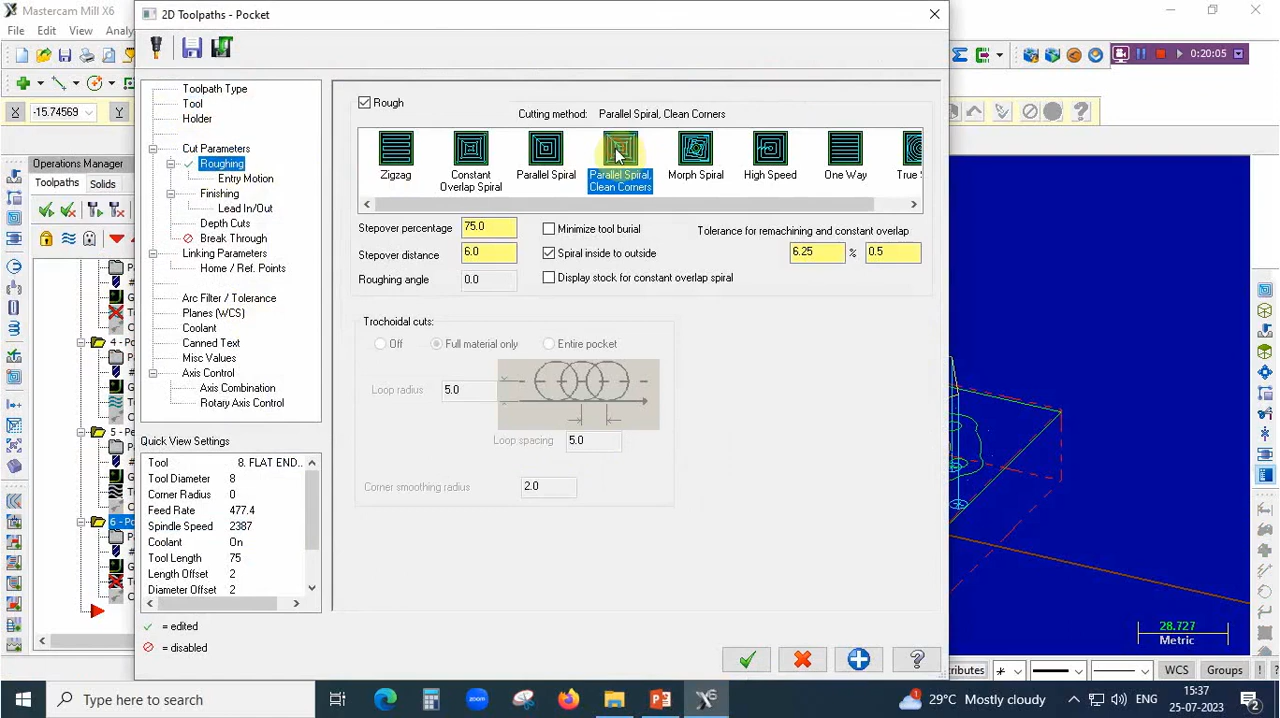 Mastercam Mill X6
2D Toolpaths - Pocket
File Edit View Analy
0:20:05
X -15.74569 Y
Operations Manager
Toolpaths Solids
4 -
5 - Pe
6 - Po
Toolpath Type
Tool
Holder
Cut Parameters
Roughing
Entry Motion
Finishing
Lead In/Out
Depth Cuts
Break Through
Linking Parameters
Home / Ref. Points
Arc Filter / Tolerance
Planes (WCS)
Coolant
Canned Text
Misc Values
Axis Control
Axis Combination
Rotary Axis Control
Quick View Settings
Tool 8. FLAT END...
Tool Diameter 8
Corner Radius 0
Feed Rate 477.4
Spindle Speed 2387
Coolant On
Tool Length 75
Length Offset 2
Diameter Offset 2
= edited
= disabled
Rough
Cutting method: Parallel Spiral, Clean Corners
Zigzag
Constant
Overlap Spiral
Parallel Spiral
Parallel Spiral,
Clean Corners
Morph Spiral
High Speed
One Way
True S
Stepover percentage 75.0
Stepover distance 6.0
Roughing angle 0.0
Minimize tool burial
Spiral inside to outside
Display stock for constant overlap spiral
Tolerance for remachining and constant overlap
6.25 % 0.5
Trochoidal cuts:
Off Full material only Entire pocket
Loop radius 5.0
Loop spacing 5.0
Corner smoothing radius 2.0
28.727
Metric
ributes WCS Groups ?
Type here to search
zoom
29°C Mostly cloudy
ENG
15:37
25-07-2023
2